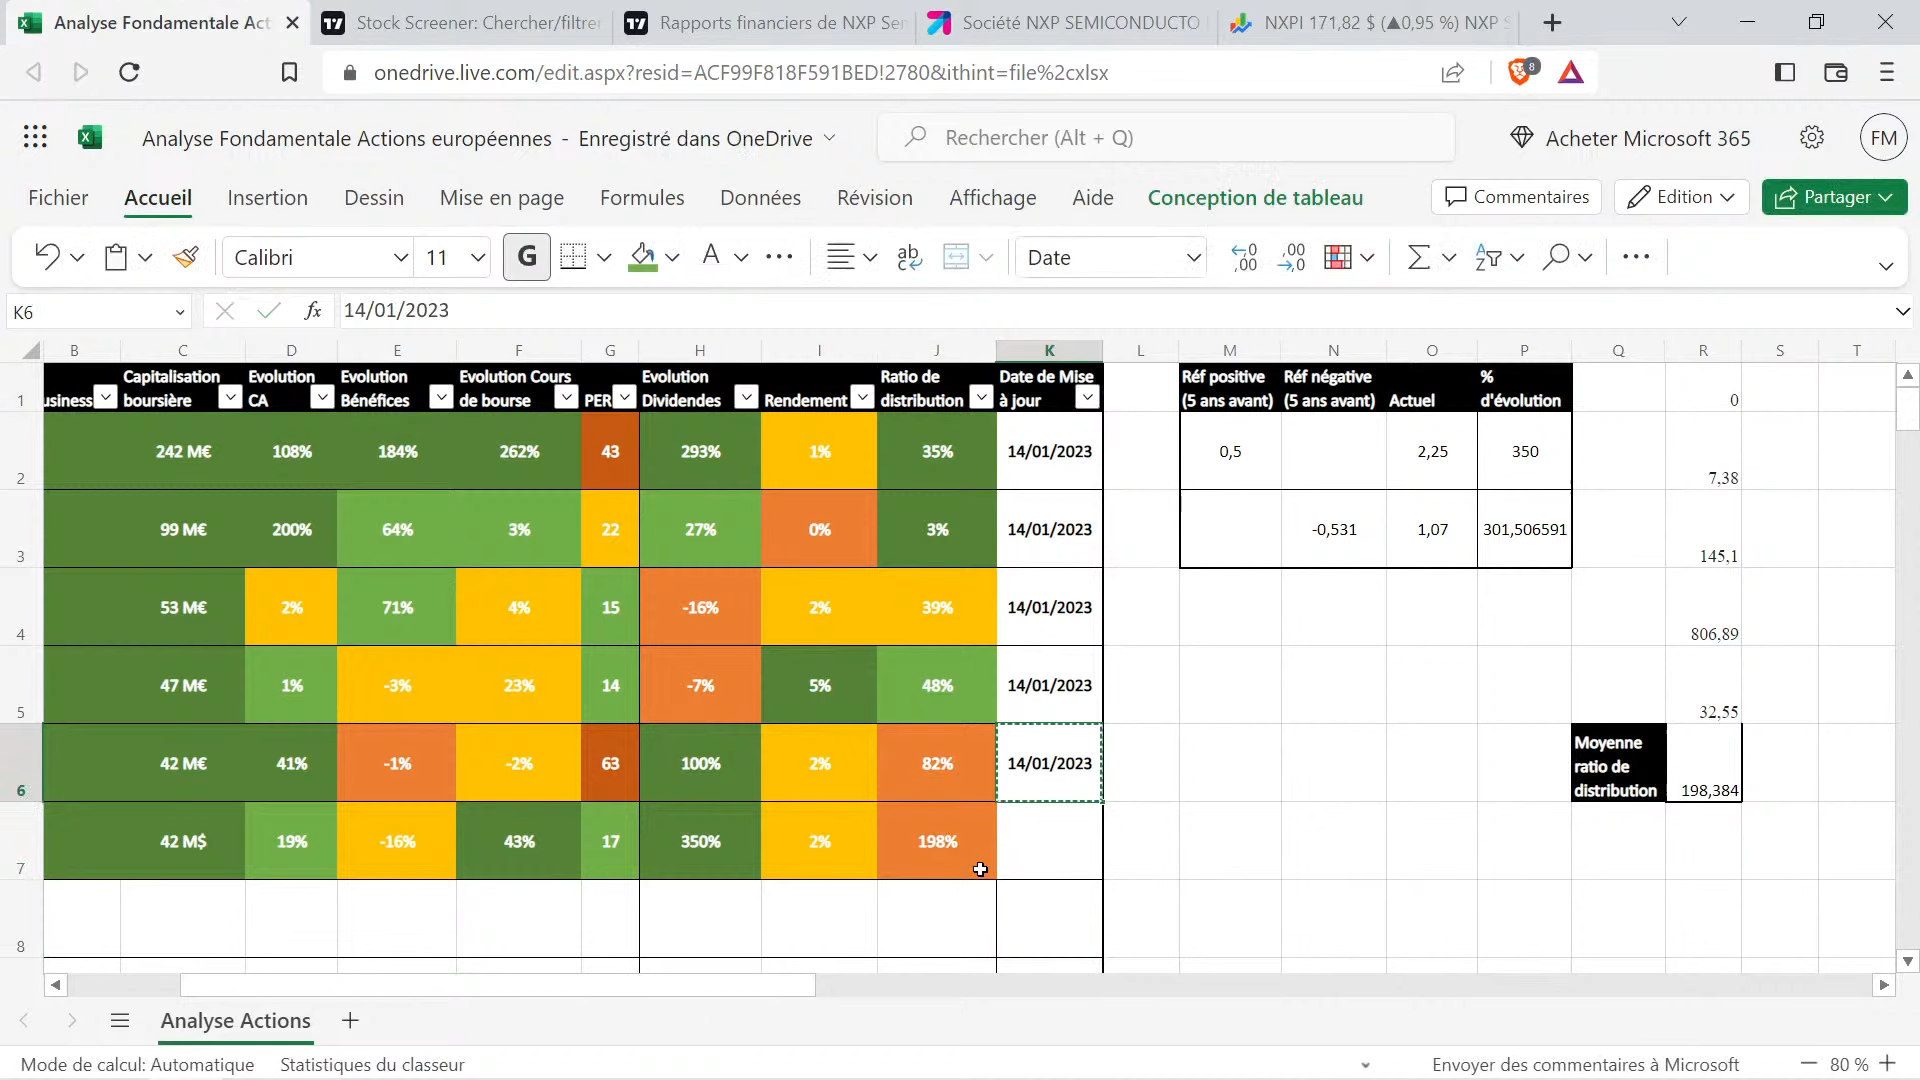 Analyse Fondamentale Act
Stock Screener: Chercher/filtrer
Rapports financiers de NXP Sem
Société NXP SEMICONDUCTO
NXPI 171,82 $ (▲0,95 %) NXP S
onedrive.live.com/edit.aspx?resid=ACF99F818F591BED!2780&ithint=file%2cxlsx
8
Analyse Fondamentale Actions européennes - Enregistré dans OneDrive
Rechercher (Alt + Q)
Acheter Microsoft 365
FM
Fichier Accueil Insertion Dessin Mise en page Formules Données Révision Affichage Aide Conception de tableau
Commentaires
Edition
Partager
Calibri 11 G A ab Date
K6
fx 14/01/2023
B C D E F G H I J K L M N O P Q R S T
1 usiness Capitalisation boursière Evolution CA Evolution Bénéfices Evolution Cours de bourse PER Evolution Dividendes Rendement Ratio de distribution Date de Mise à jour Réf positive (5 ans avant) Réf négative (5 ans avant) Actuel % d'évolution 0
2 242 M€ 108% 184% 262% 43 293% 1% 35% 14/01/2023 0,5 2,25 350 7,38
3 99 M€ 200% 64% 3% 22 27% 0% 3% 14/01/2023 -0,531 1,07 301,506591 145,1
4 53 M€ 2% 71% 4% 15 -16% 2% 39% 14/01/2023 806,89
5 47 M€ 1% -3% 23% 14 -7% 5% 48% 14/01/2023 32,55
6 42 M€ 41% -1% -2% 63 100% 2% 82% 14/01/2023 Moyenne ratio de distribution 198,384
7 42 M$ 19% -16% 43% 17 350% 2% 198%
8
Analyse Actions
Mode de calcul: Automatique Statistiques du classeur
Envoyer des commentaires à Microsoft
80 %